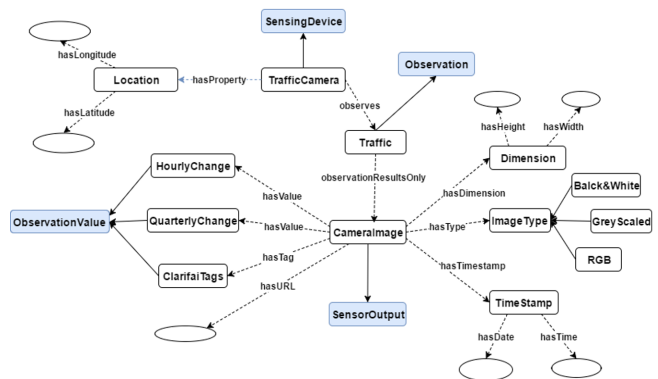 SensingDevice
hasLongitude
Observation
Location
hasProperty
TrafficCamera
hasLatitude
observes
hasHeight
hasWidth
Traffic
HourlyChange
Dimension
observationResultsOnly
hasValue
hasDimension
Balck&White
ObservationValue
QuarterlyChange
hasValue
CameraImage
hasType
ImageType
GreyScaled
hasTag
RGB
ClarifaiTags
hasTimestamp
hasURL
TimeStamp
SensorOutput
hasDate
hasTime